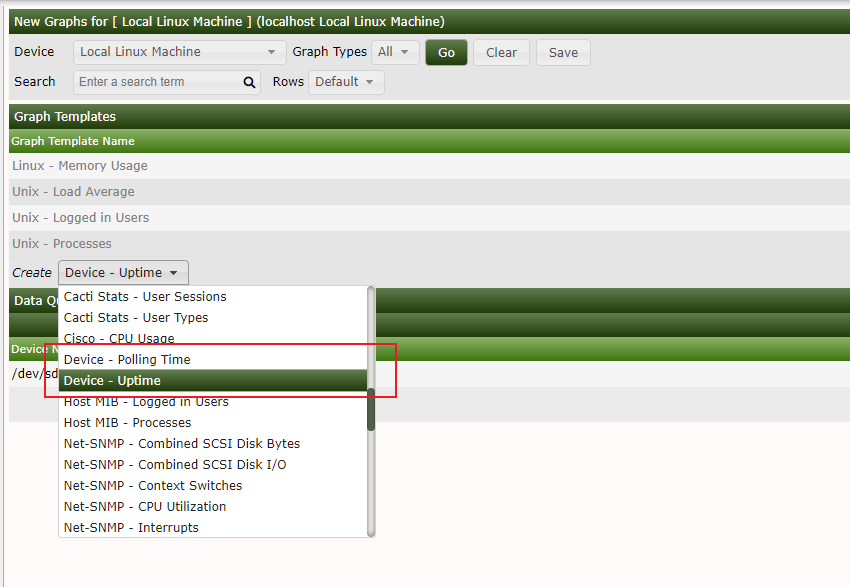 New Graphs for [ Local Linux Machine ] (localhost Local Linux Machine)
Device Local Linux Machine Graph Types All Go Clear Save
Search Enter a search term Rows Default
Graph Templates
Graph Template Name
Linux - Memory Usage
Unix - Load Average
Unix - Logged in Users
Unix - Processes
Create Device - Uptime
Cacti Stats - User Sessions
Data Q
Cacti Stats - User Types
Cisco - CPU Usage
Device N
Device - Polling Time
/dev/sd
Device - Uptime
Host MIB - Logged in Users
Host MIB - Processes
Net-SNMP - Combined SCSI Disk Bytes
Net-SNMP - Combined SCSI Disk I/O
Net-SNMP - Context Switches
Net-SNMP - CPU Utilization
Net-SNMP - Interrupts